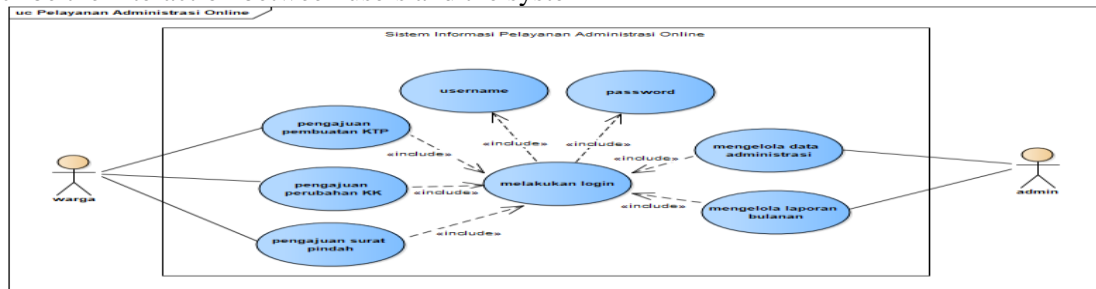 uc Pelayanan Administrasi Online
Sistem Informasi Pelayanan Administrasi Online
username
password
pengajuan
pembuatan KTP
«include»
«include»
«include»
mengelola data
administrasi
«include»
warga
pengajuan
perubahan KK
«include»
melakukan login
«include»
mengelola laporan
bulanan
admin
pengajuan surat
pindah
«include»